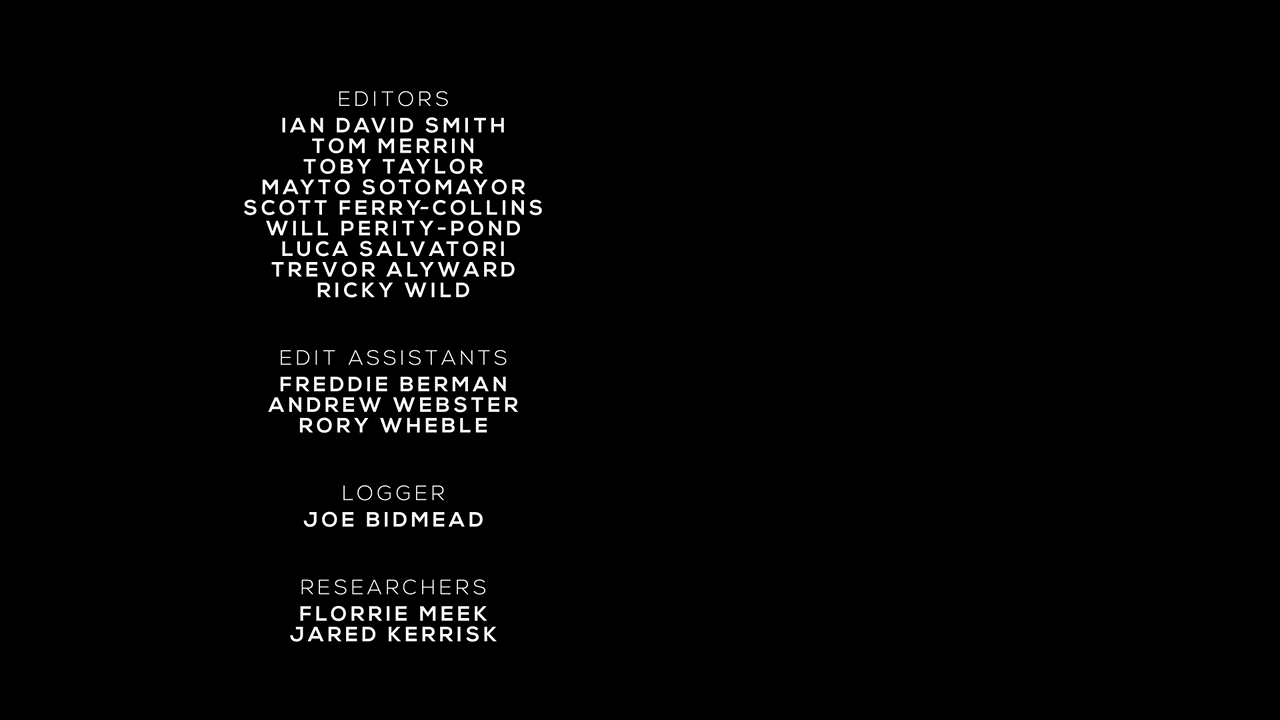 EDITORS
IAN DAVID SMITH
TOM MERRIN
TOBY TAYLOR
MAYTO SOTOMAYOR
SCOTT FERRY-COLLINS
WILL PERITY-POND
LUCA SALVATORI
TREVOR ALYWARD
RICKY WILD
EDIT ASSISTANTS
FREDDIE BERMAN
ANDREW WEBSTER
RORY WHEBLE
LOGGER
JOE BIDMEAD
RESEARCHERS
FLORRIE MEEK
JARED KERRISK